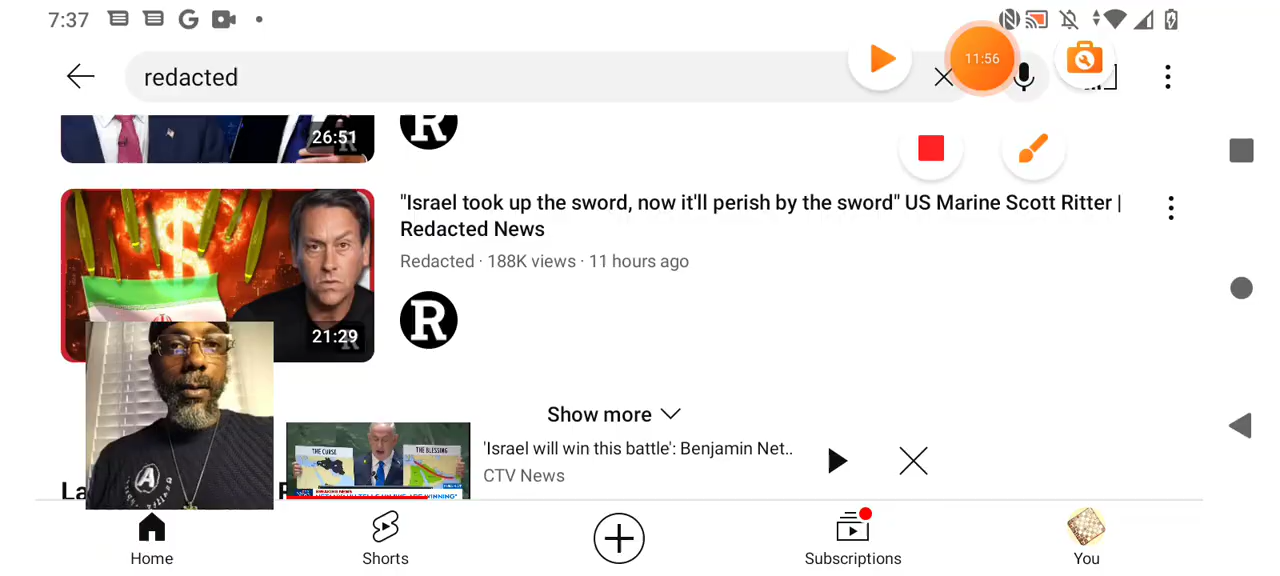 7:37
G
11:56
redacted
26:51
R
"Israel took up the sword, now it'll perish by the sword" US Marine Scott Ritter |
Redacted News
Redacted · 188K views · 11 hours ago
R
$
21:29
Show more
THE CURSE
THE BLESSING
'Israel will win this battle': Benjamin Net..
CTV News
A
La
Home
Shorts
Subscriptions
You